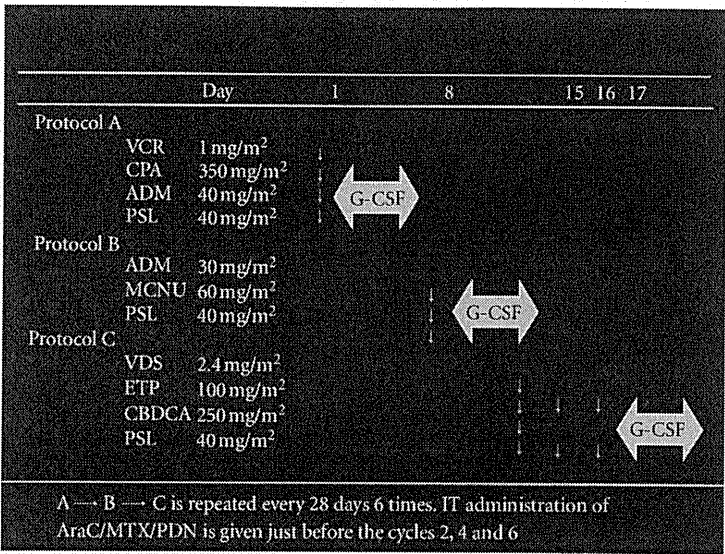 Day 1 8 15 16 17
Protocol A
VCR 1 mg/m²
CPA 350 mg/m²
ADM 40 mg/m²
PSL 40 mg/m²
G-CSF
Protocol B
ADM 30 mg/m²
MCNU 60 mg/m²
PSL 40 mg/m²
G-CSF
Protocol C
VDS 2.4 mg/m²
ETP 100 mg/m²
CBDCA 250 mg/m²
PSL 40 mg/m²
G-CSF
A → B → C is repeated every 28 days 6 times. IT administration of
AraC/MTX/PDN is given just before the cycles 2, 4 and 6